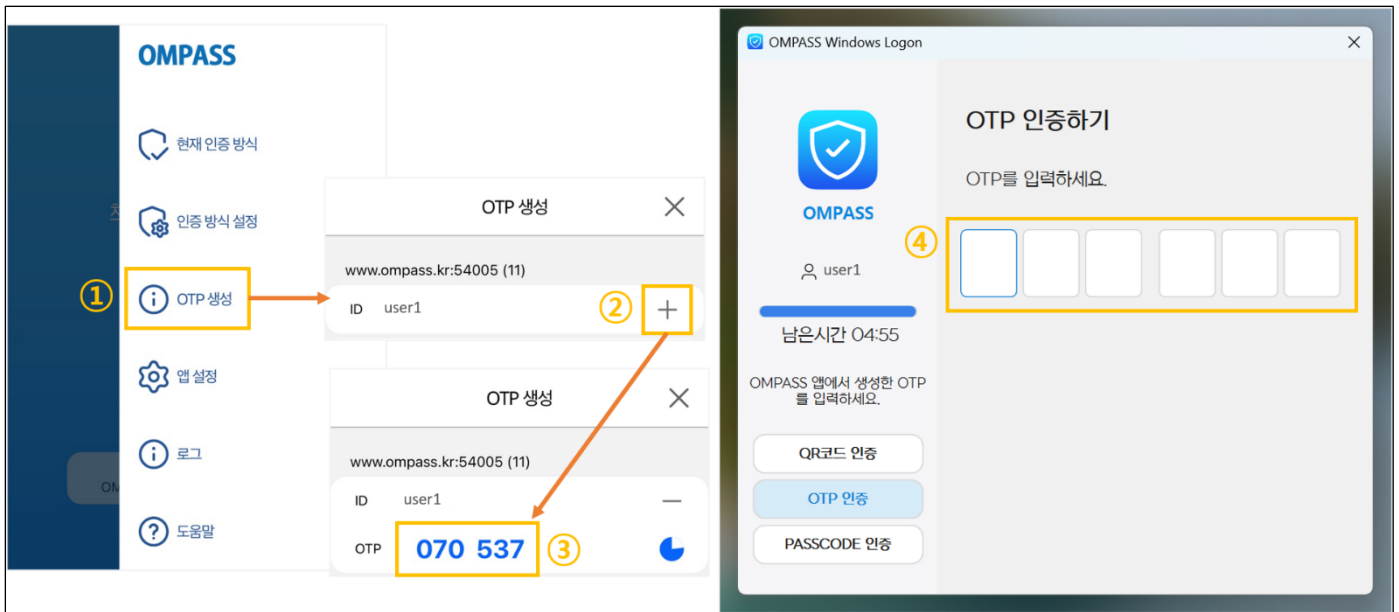 OMPASS
현재 인증 방식
인증 방식 설정
①
OTP 생성
앱 설정
로그
도움말
OTP 생성
www.ompass.kr:54005 (11)
ID user1
②
OTP 생성
www.ompass.kr:54005 (11)
ID user1
OTP 070 537
③
OMPASS Windows Logon
OMPASS
user1
남은시간 04:55
OMPASS 앱에서 생성한 OTP
를 입력하세요.
QR코드 인증
OTP 인증
PASSCODE 인증
OTP 인증하기
OTP를 입력하세요.
④